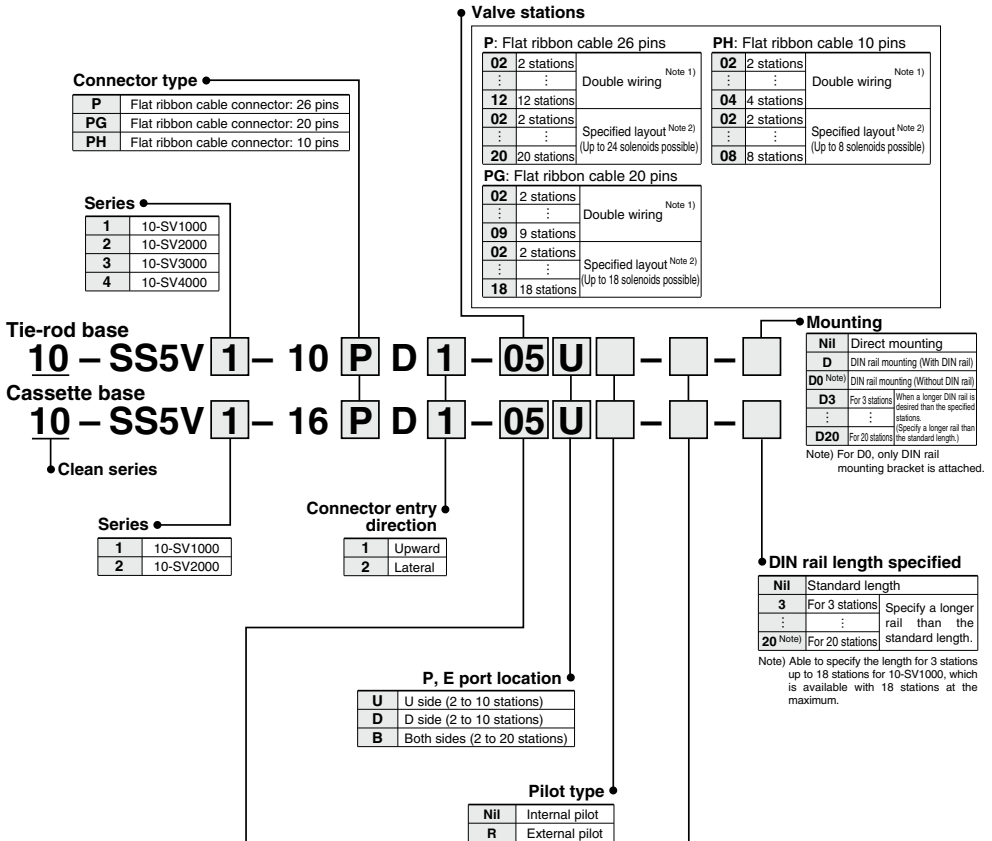 Valve stations
P: Flat ribbon cable 26 pins
02 2 stations Double wiring Note 1)
⋮ ⋮
12 12 stations
02 2 stations Specified layout Note 2)
⋮ ⋮ (Up to 24 solenoids possible)
20 20 stations
PH: Flat ribbon cable 10 pins
02 2 stations Double wiring Note 1)
⋮ ⋮
04 4 stations
02 2 stations Specified layout Note 2)
⋮ ⋮ (Up to 8 solenoids possible)
08 8 stations
PG: Flat ribbon cable 20 pins
02 2 stations Double wiring Note 1)
⋮ ⋮
09 9 stations
02 2 stations Specified layout Note 2)
⋮ ⋮ (Up to 18 solenoids possible)
18 18 stations
Connector type
P Flat ribbon cable connector: 26 pins
PG Flat ribbon cable connector: 20 pins
PH Flat ribbon cable connector: 10 pins
Series
1 10-SV1000
2 10-SV2000
3 10-SV3000
4 10-SV4000
Tie-rod base
10 – SS5V 1 – 10 P D 1 – 05 U – –
Cassette base
10 – SS5V 1 – 16 P D 1 – 05 U – –
Clean series
Mounting
Nil Direct mounting
D DIN rail mounting (With DIN rail)
D0 Note) DIN rail mounting (Without DIN rail)
D3 For 3 stations When a longer DIN rail is
⋮ ⋮ desired than the specified
stations.
(Specify a longer rail than
D20 For 20 stations the standard length.)
Note) For D0, only DIN rail
mounting bracket is attached.
Series
1 10-SV1000
2 10-SV2000
Connector entry
direction
1 Upward
2 Lateral
DIN rail length specified
Nil Standard length
3 For 3 stations Specify a longer
⋮ ⋮ rail than the
20 Note) For 20 stations standard length.
Note) Able to specify the length for 3 stations
up to 18 stations for 10-SV1000, which
is available with 18 stations at the
maximum.
P, E port location
U U side (2 to 10 stations)
D D side (2 to 10 stations)
B Both sides (2 to 20 stations)
Pilot type
Nil Internal pilot
R External pilot